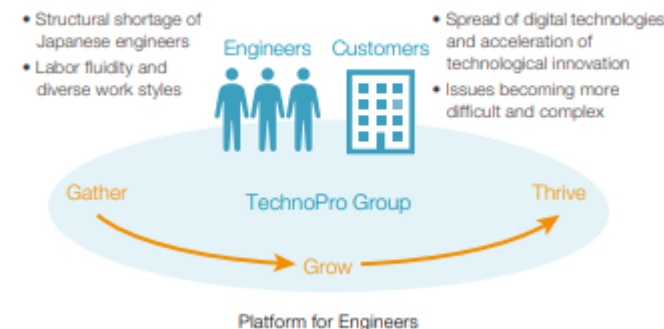 • Structural shortage of
Japanese engineers
• Labor fluidity and
diverse work styles
Engineers
Customers
• Spread of digital technologies
and acceleration of
technological innovation
• Issues becoming more
difficult and complex
Gather
TechnoPro Group
Thrive
Grow
Platform for Engineers